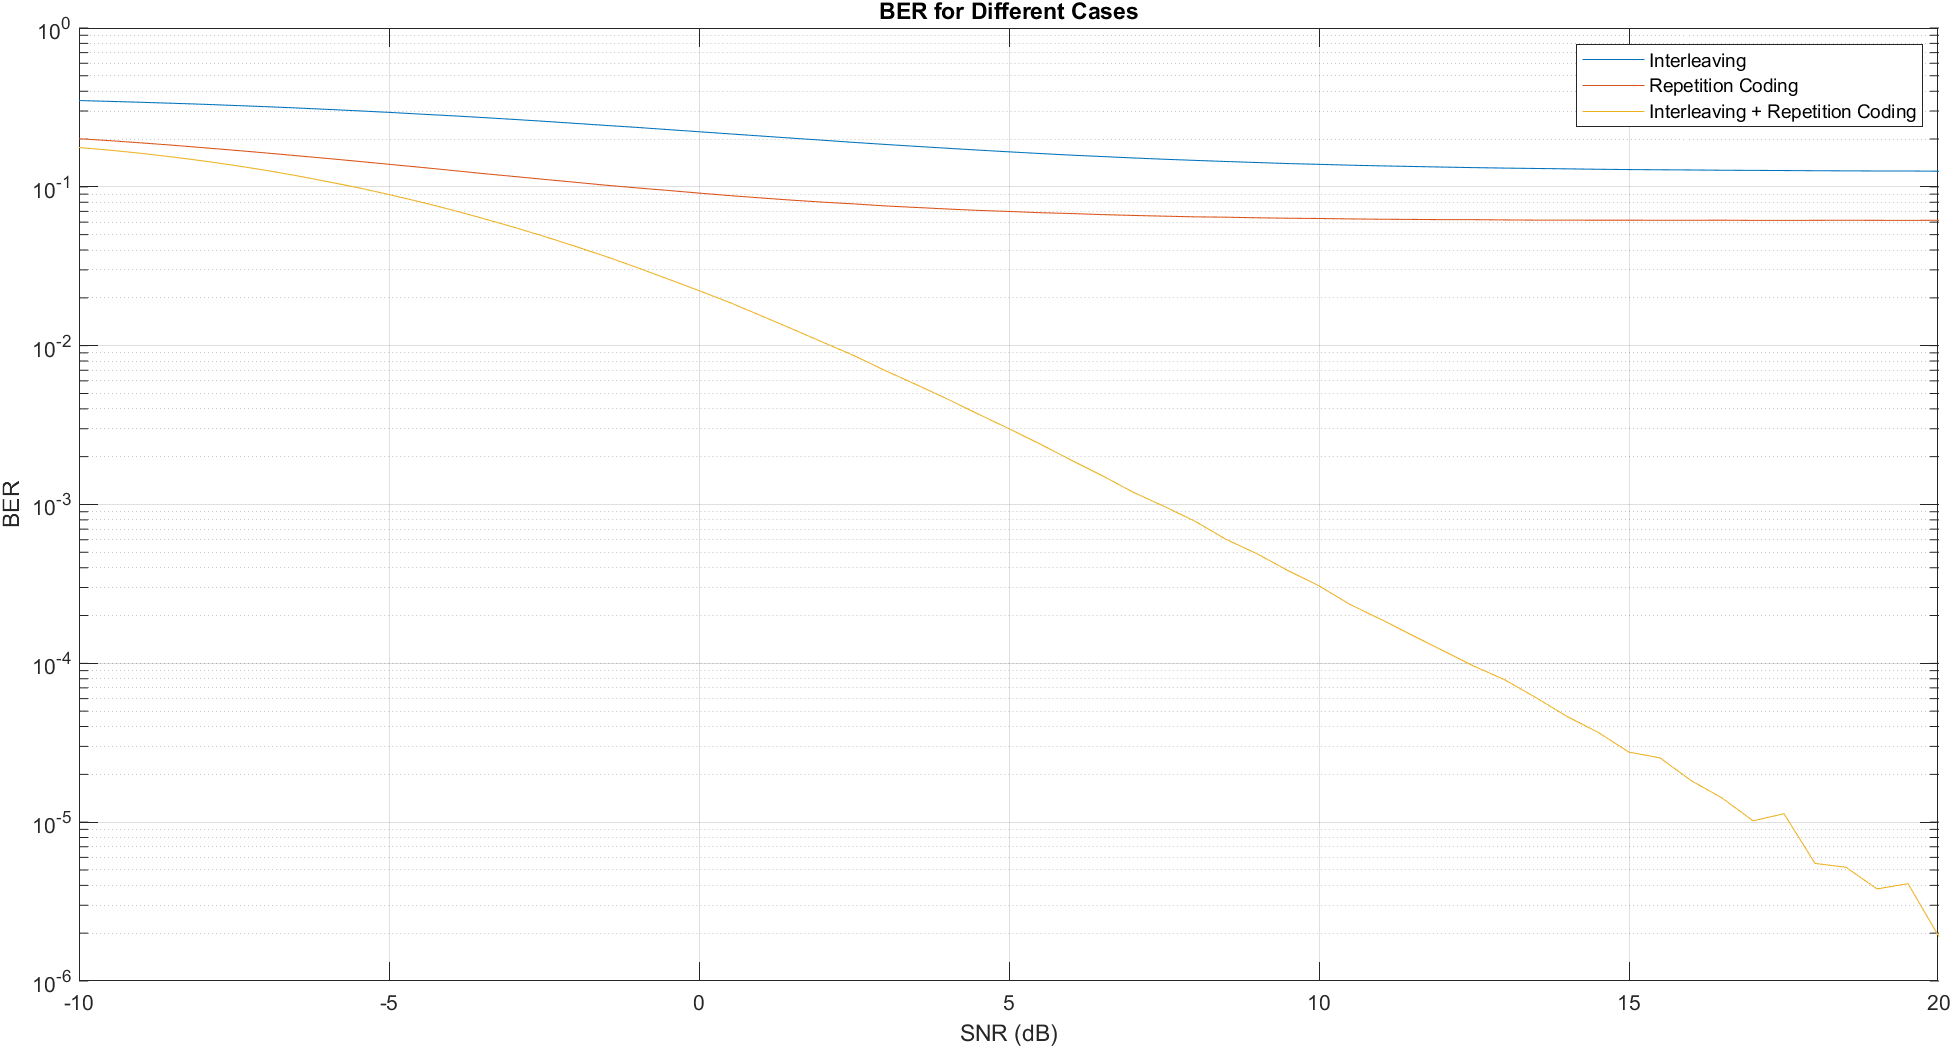 BER for Different Cases
10^0
10^-1
10^-2
10^-3
10^-4
10^-5
10^-6
BER
Interleaving
Repetition Coding
Interleaving + Repetition Coding
-10 -5 0 5 10 15 20
SNR (dB)